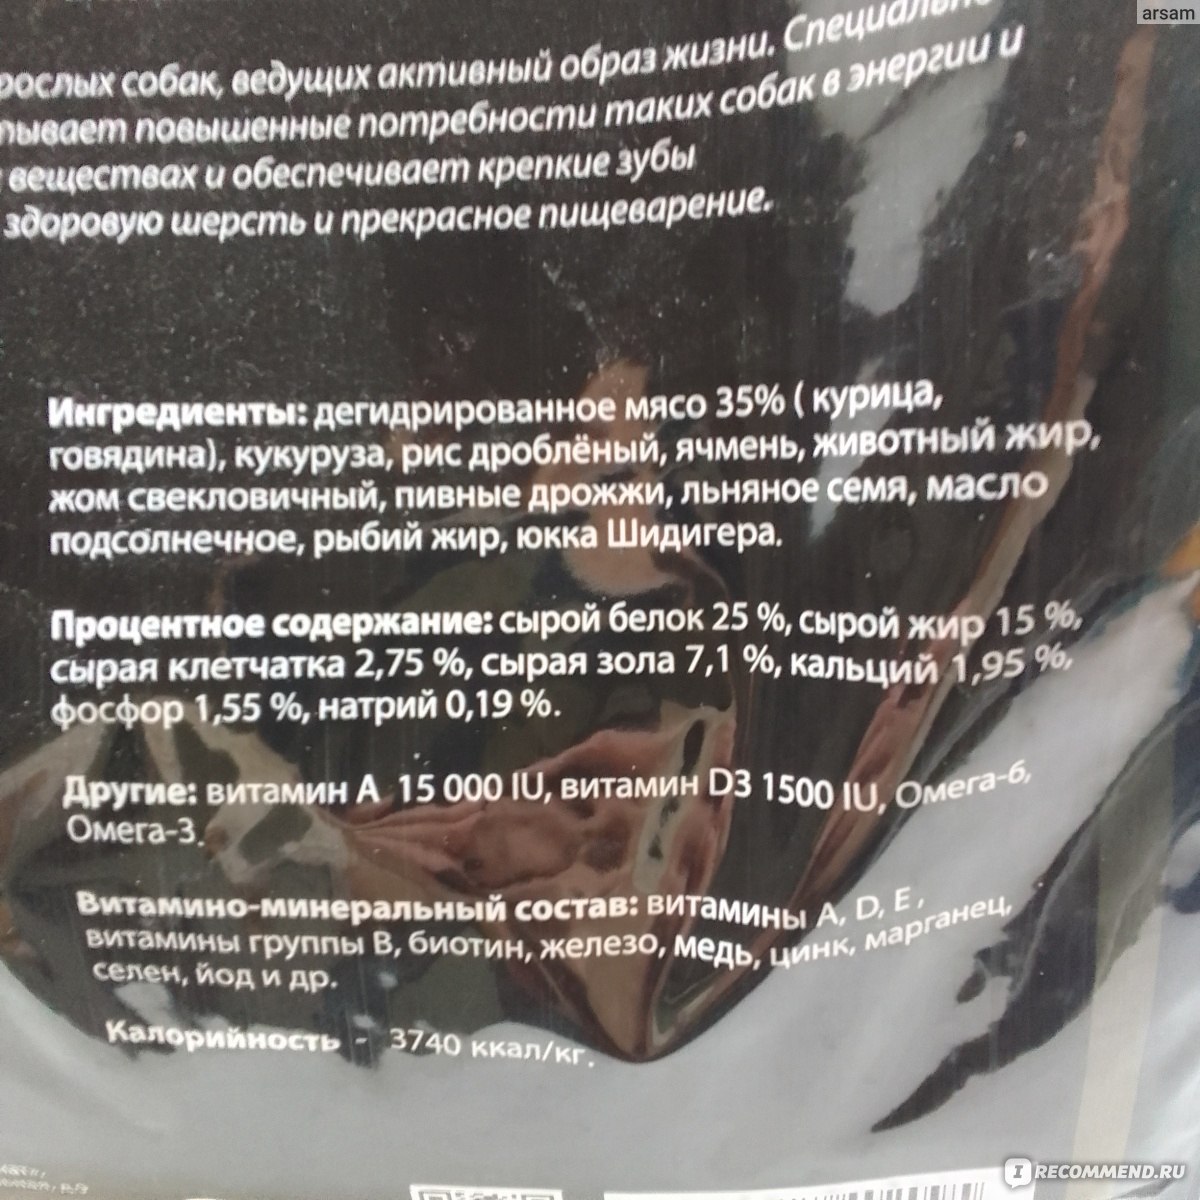 arsam
рослых собак, ведущих активный образ жизни. Специально
тывает повышенные потребности таких собак в энергии и
веществах и обеспечивает крепкие зубы
здоровую шерсть и прекрасное пищеварение.
Ингредиенты: дегидрированное мясо 35% ( курица,
говядина), кукуруза, рис дроблёный, ячмень, животный жир,
жом свекловичный, пивные дрожжи, льняное семя, масло
подсолнечное, рыбий жир, юкка Шидигера.
Процентное содержание: сырой белок 25 %, сырой жир 15 %,
сырая клетчатка 2,75 %, сырая зола 7,1 %, кальций 1,95 %,
фосфор 1,55 %, натрий 0,19 %.
Другие: витамин А 15 000 IU, витамин D3 1500 IU, Омега-6,
Омега-3.
Витамино-минеральный состав: витамины А, D, Е ,
витамины группы В, биотин, железо, медь, цинк, марганец,
селен, йод и др.
Калорийность - 3740 ккал/кг.
IRECOMMEND.RU